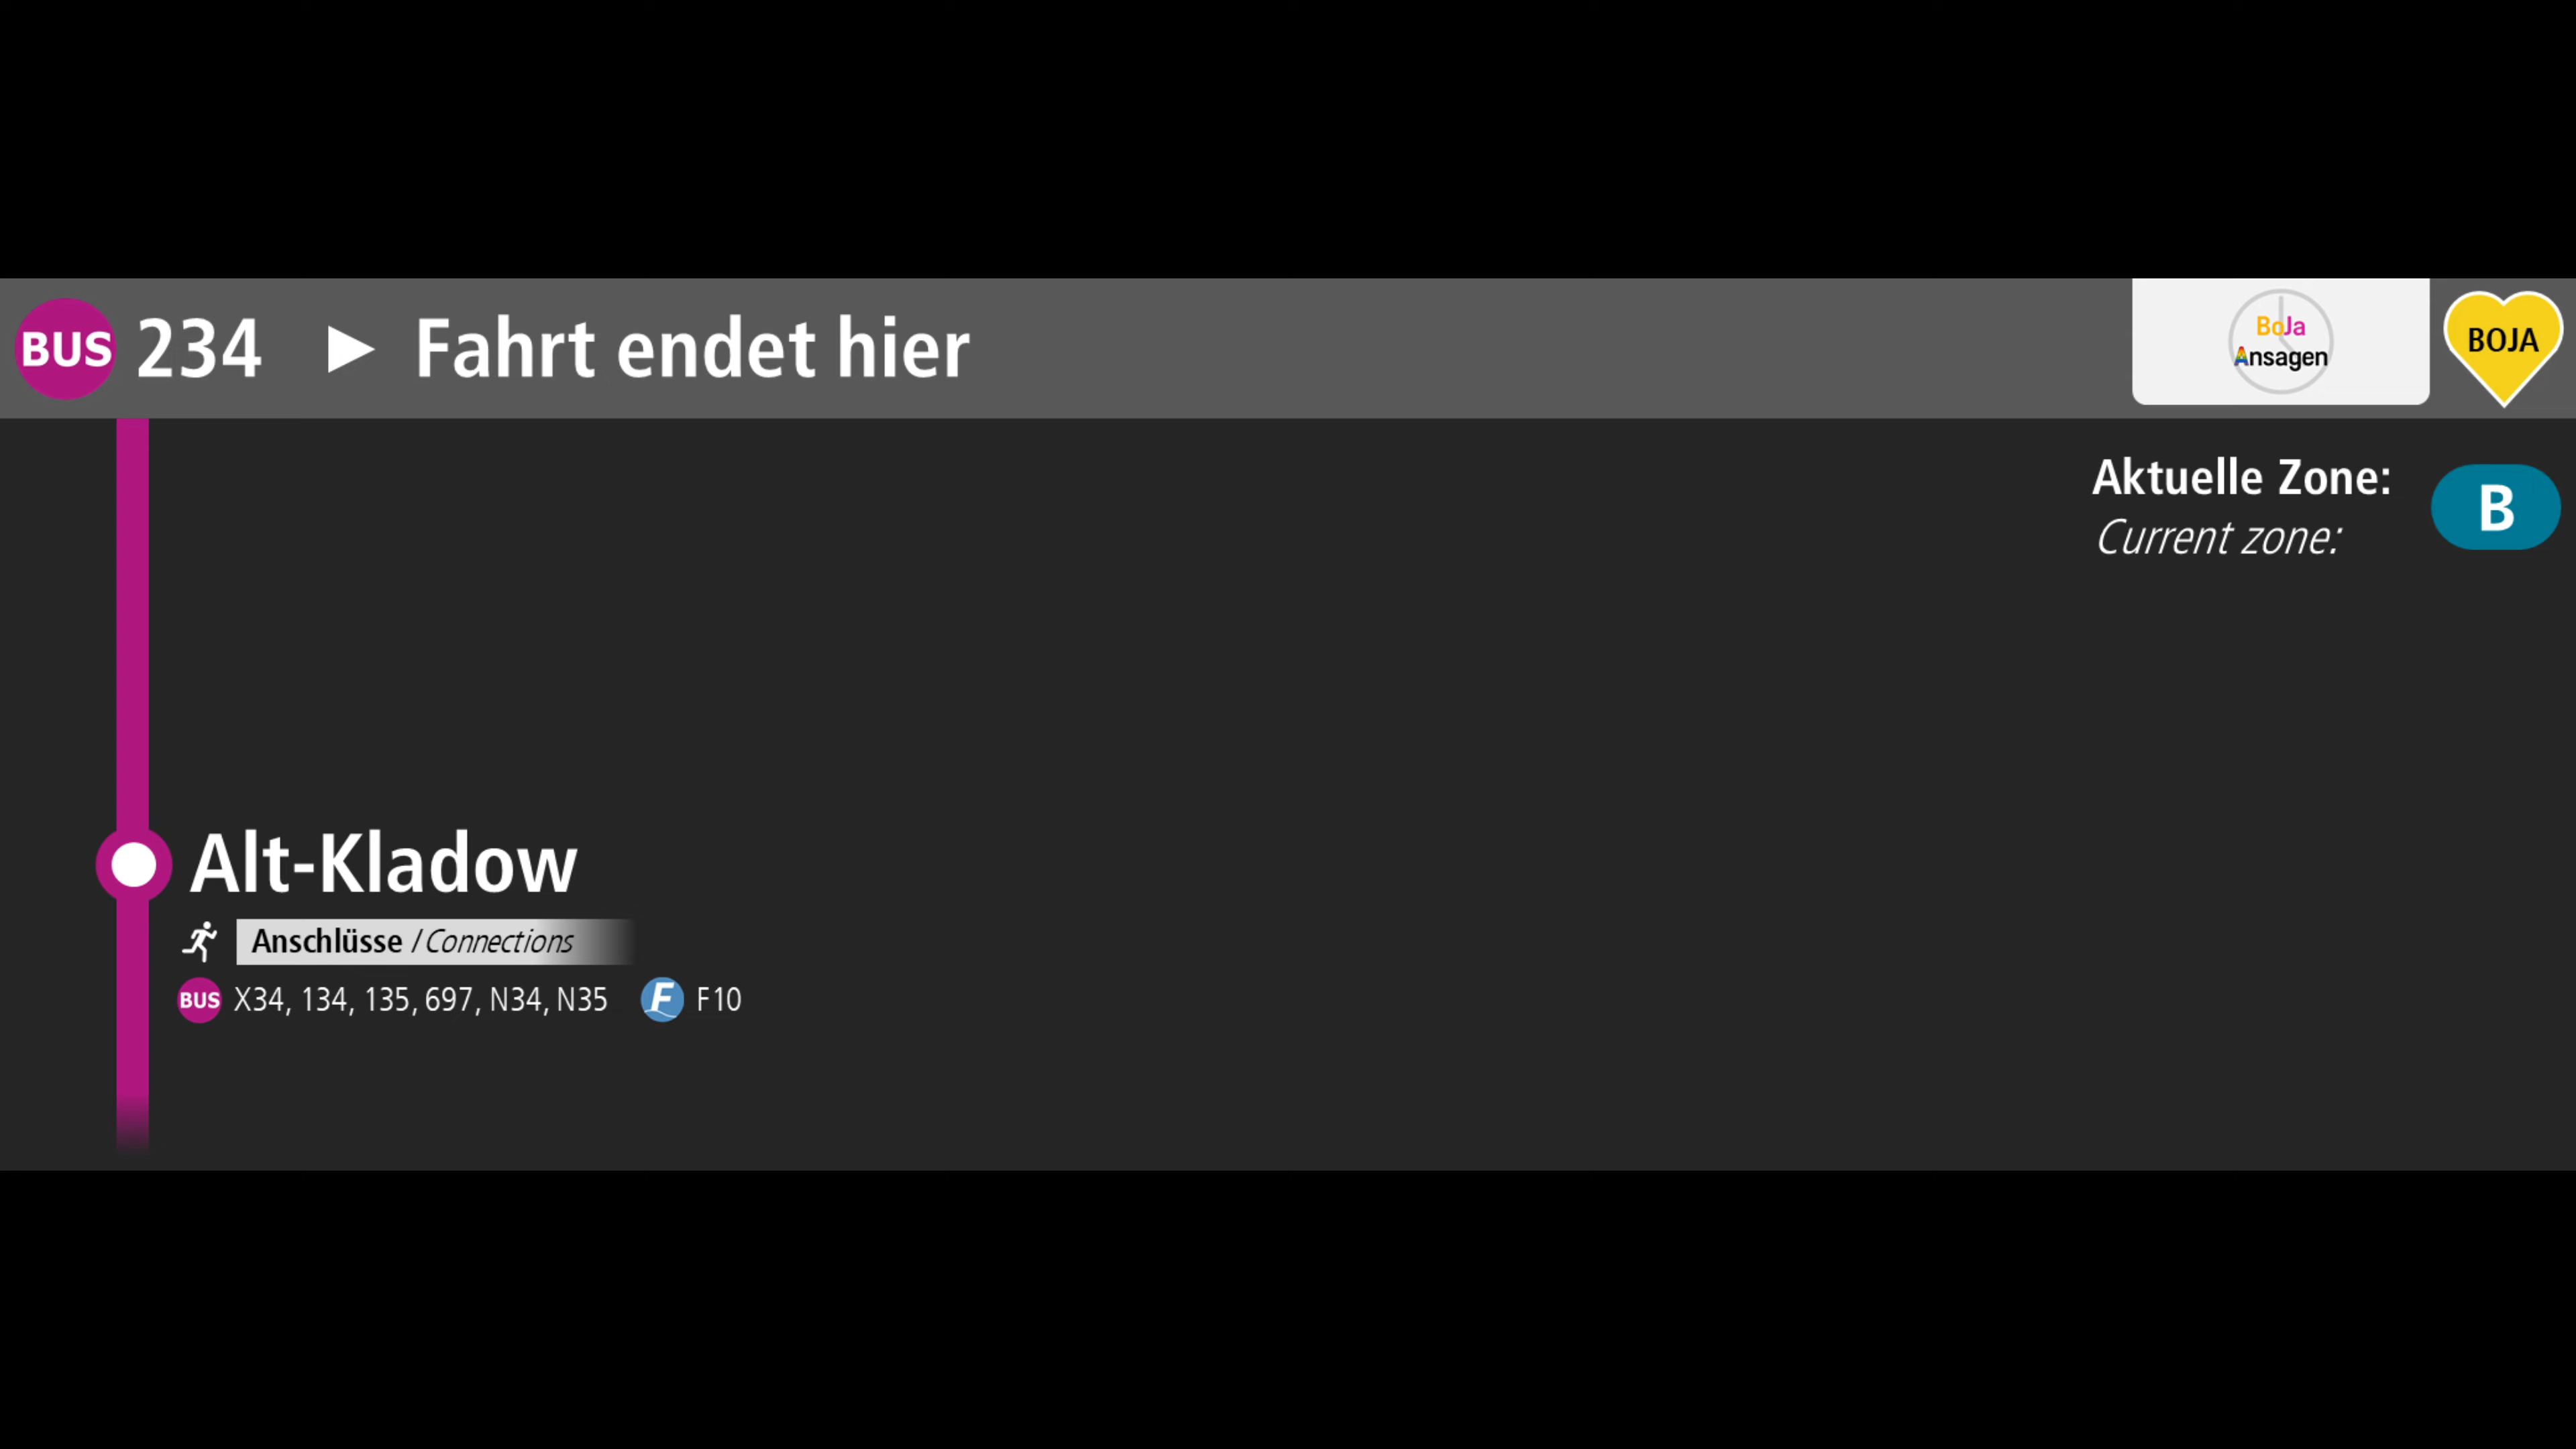 BUS 234 ► Fahrt endet hier
BoJa
Ansagen
BOJA
Aktuelle Zone: B
Current zone:
Alt-Kladow
Anschlüsse / Connections
BUS X34, 134, 135, 697, N34, N35 F F10